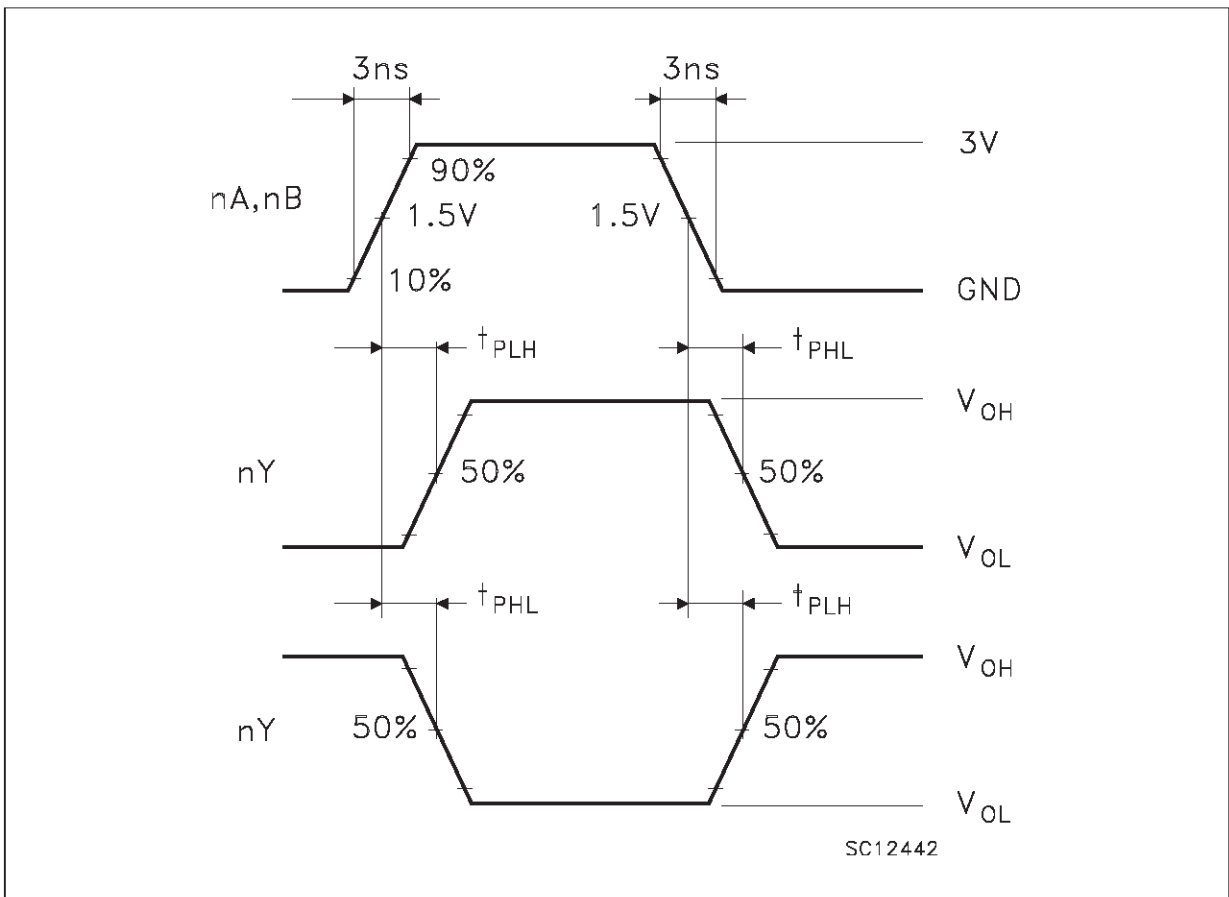 3ns 3ns
3V
90%
nA,nB 1.5V 1.5V
10%
GND
tPLH tPHL
VOH
nY 50% 50%
VOL
tPHL tPLH
VOH
nY 50% 50%
VOL
SC12442